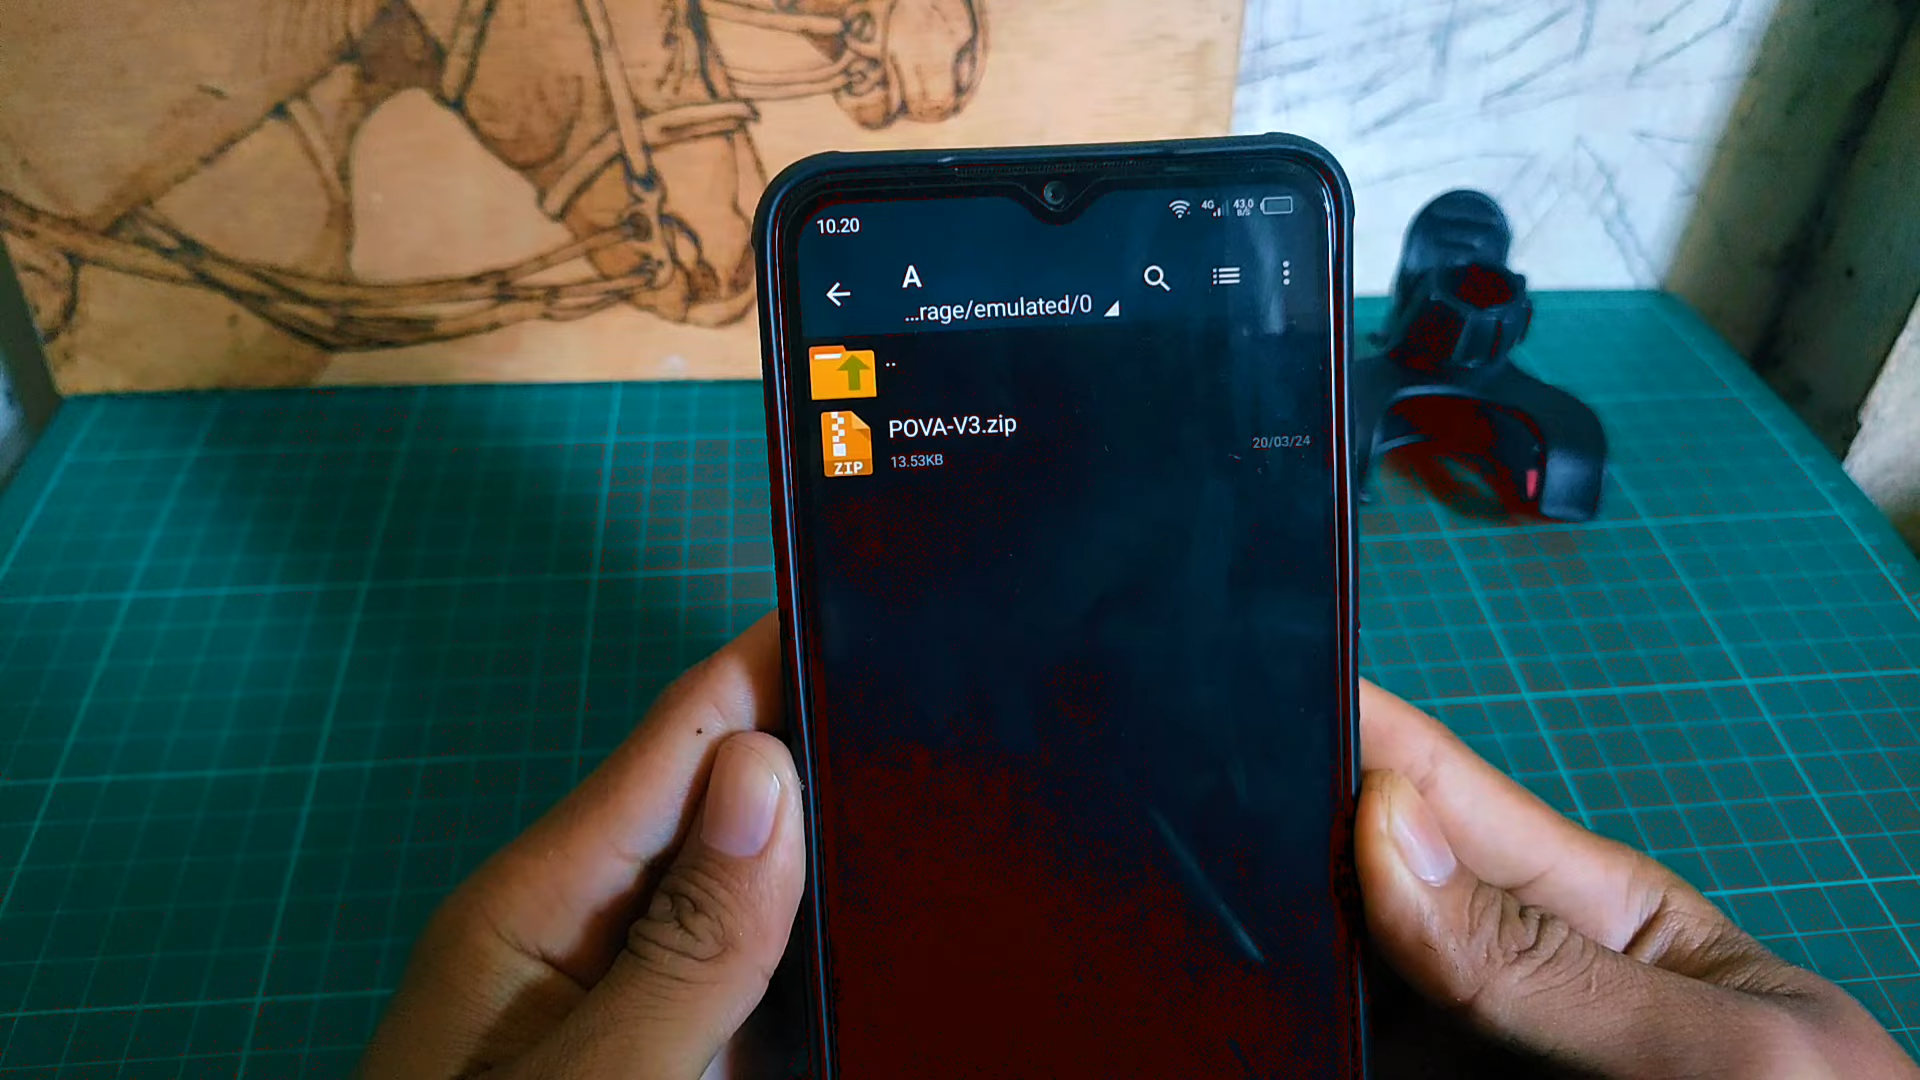 10.20
4G
43,0
B/S
A
...rage/emulated/0
..
POVA-V3.zip
13.53KB
20/03/24
ZIP